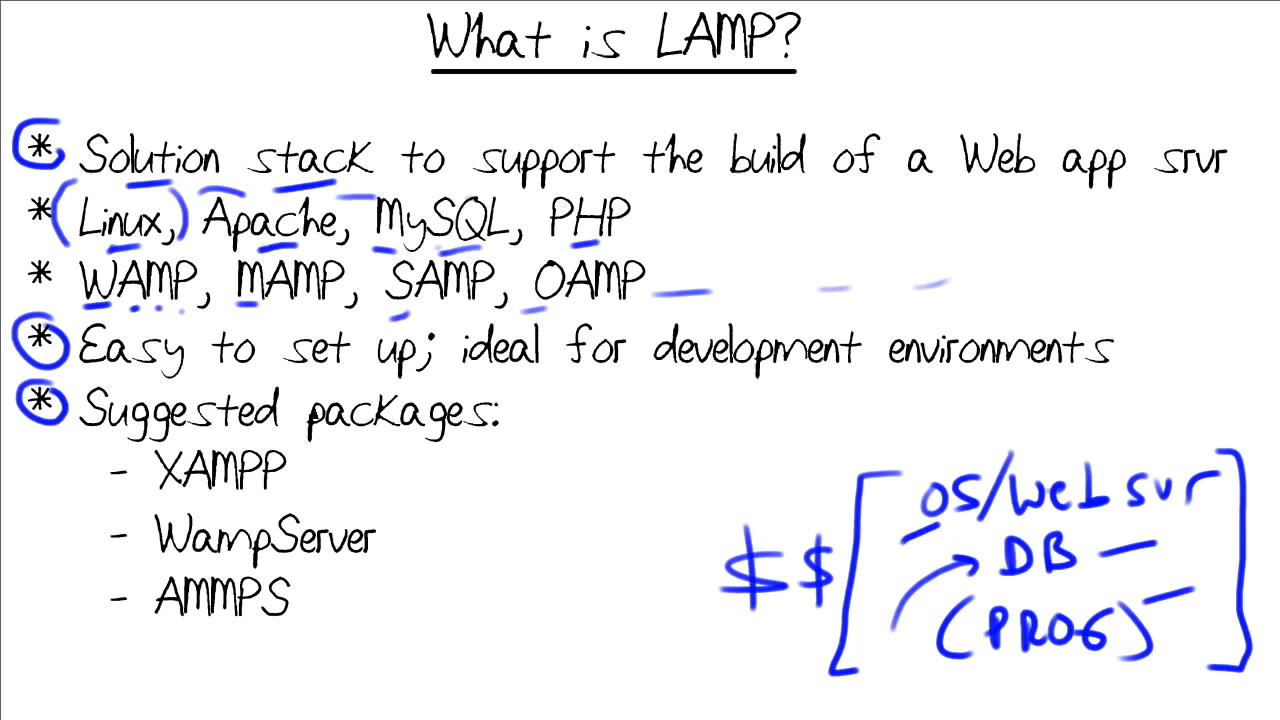 What is LAMP?
* Solution stack to support the build of a Web app srvr
* (Linux,) Apache, MySQL, PHP
* WAMP, MAMP, SAMP, OAMP
* Easy to set up; ideal for development environments
* Suggested packages:
- XAMPP
- WampServer
- AMMPS
OS/Web svr
$$ [ DB ]
(PROG)